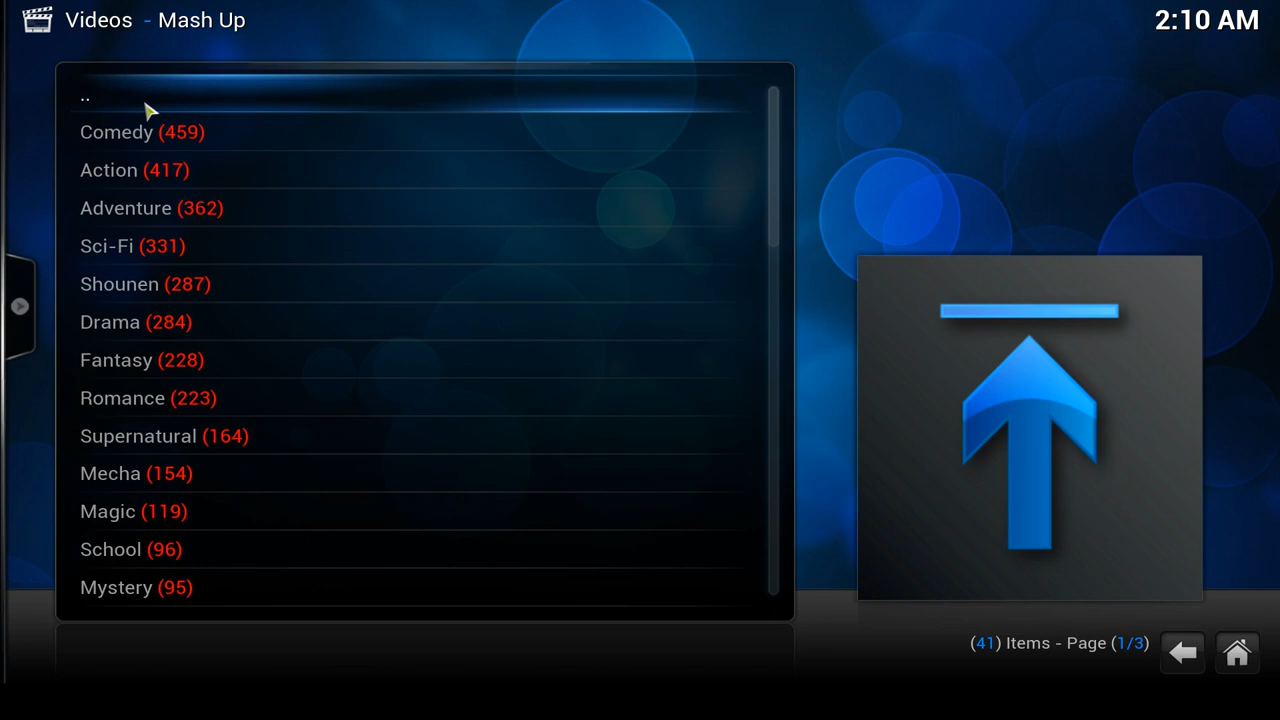 Videos - Mash Up
2:10 AM
..
Comedy (459)
Action (417)
Adventure (362)
Sci-Fi (331)
Shounen (287)
Drama (284)
Fantasy (228)
Romance (223)
Supernatural (164)
Mecha (154)
Magic (119)
School (96)
Mystery (95)
(41) Items - Page (1/3)